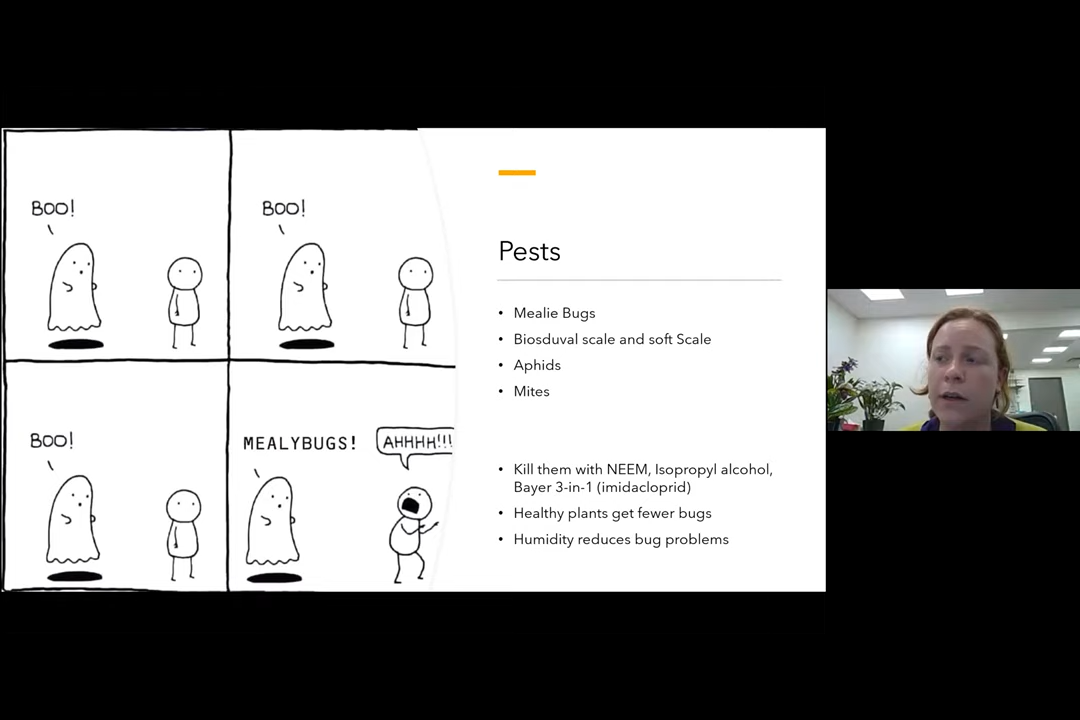 BOO!
BOO!
BOO!
MEALYBUGS!
AHHHH!!!
Pests
• Mealie Bugs
• Biosduval scale and soft Scale
• Aphids
• Mites
• Kill them with NEEM, Isopropyl alcohol,
Bayer 3-in-1 (imidacloprid)
• Healthy plants get fewer bugs
• Humidity reduces bug problems